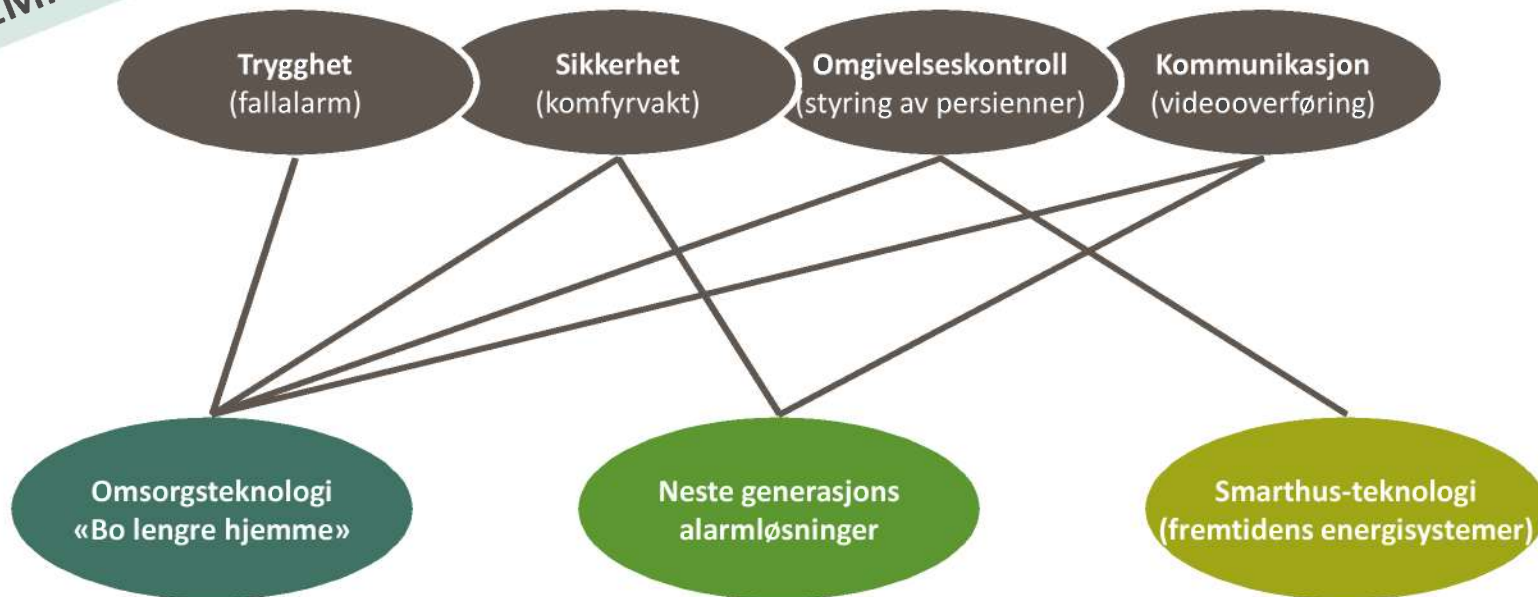 Trygghet
(fallalarm)
Sikkerhet
(komfyrvakt)
Omgivelseskontroll
(styring av persienner)
Kommunikasjon
(videooverføring)
Omsorgsteknologi
«Bo lengre hjemme»
Neste generasjons
alarmløsninger
Smarthus-teknologi
(fremtidens energisystemer)